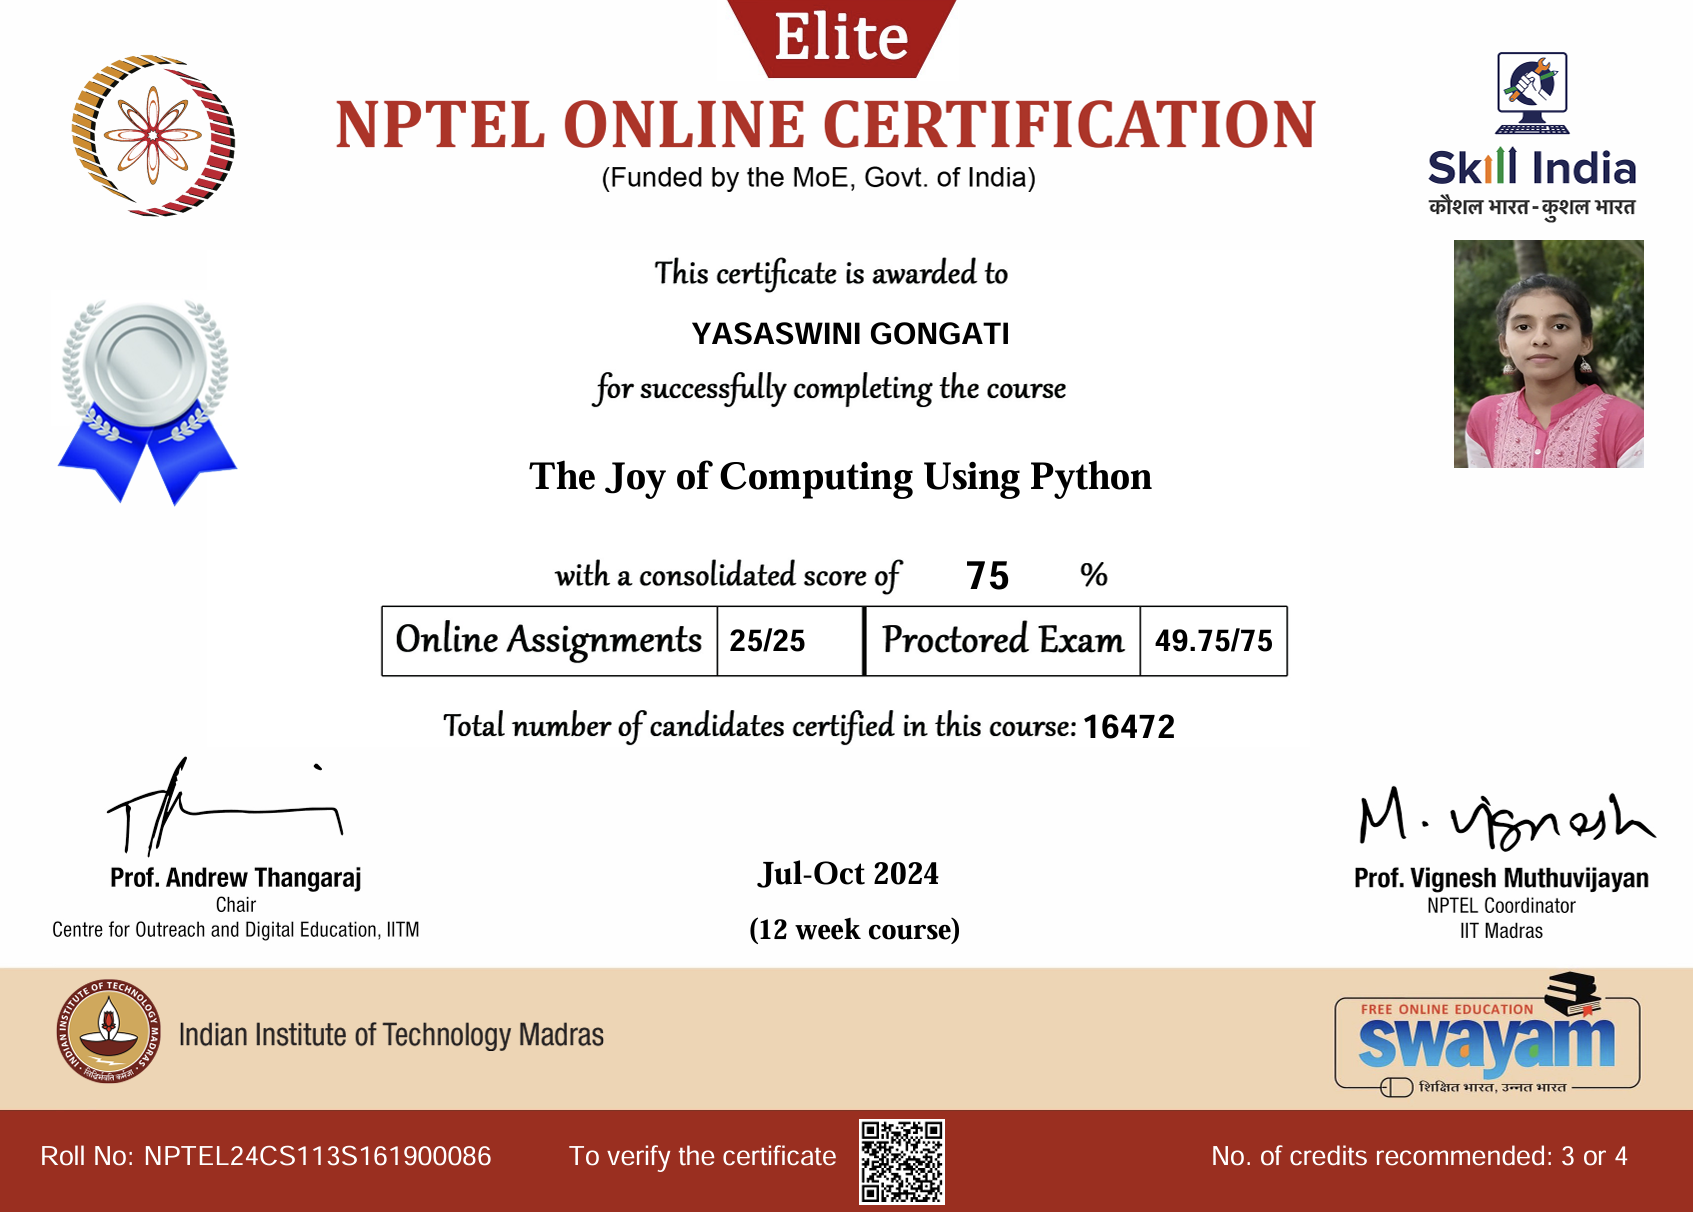 Elite
NPTEL ONLINE CERTIFICATION
(Funded by the MoE, Govt. of India)
Skill India
कौशल भारत - कुशल भारत
This certificate is awarded to
YASASWINI GONGATI
for successfully completing the course
The Joy of Computing Using Python
with a consolidated score of 75 %
Online Assignments 25/25 Proctored Exam 49.75/75
Total number of candidates certified in this course: 16472
M. Vignesh
Prof. Andrew Thangaraj
Chair
Centre for Outreach and Digital Education, IITM
Jul-Oct 2024
(12 week course)
Prof. Vignesh Muthuvijayan
NPTEL Coordinator
IIT Madras
INDIAN INSTITUTE OF TECHNOLOGY MADRAS
सिद्धिर्भवति कर्मजा
Indian Institute of Technology Madras
FREE ONLINE EDUCATION
swayam
शिक्षित भारत, उन्नत भारत
Roll No: NPTEL24CS113S161900086
To verify the certificate
No. of credits recommended: 3 or 4